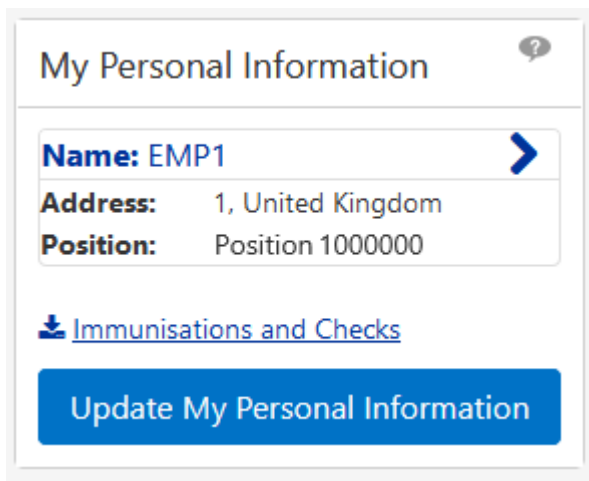 My Personal Information
?
Name: EMP1
Address: 1, United Kingdom
Position: Position 1000000
Immunisations and Checks
Update My Personal Information